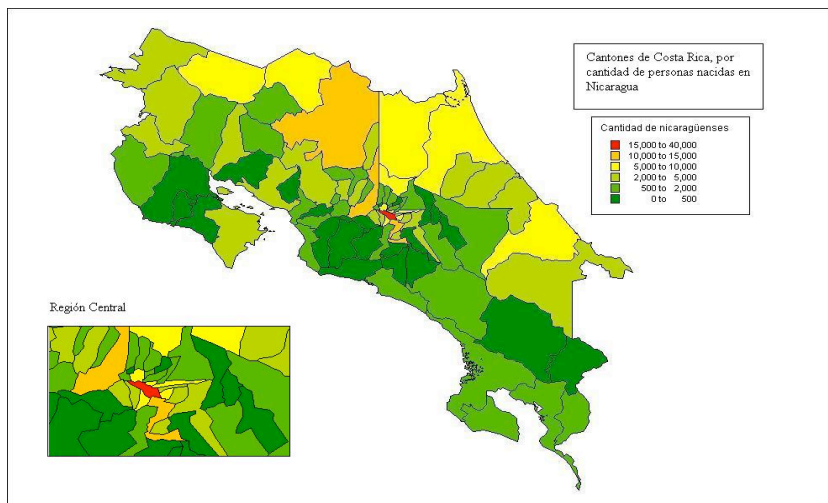 Cantones de Costa Rica, por
cantidad de personas nacidas en
Nicaragua
Cantidad de nicaragüenses
15,000 to 40,000
10,000 to 15,000
5,000 to 10,000
2,000 to 5,000
500 to 2,000
0 to 500
Región Central